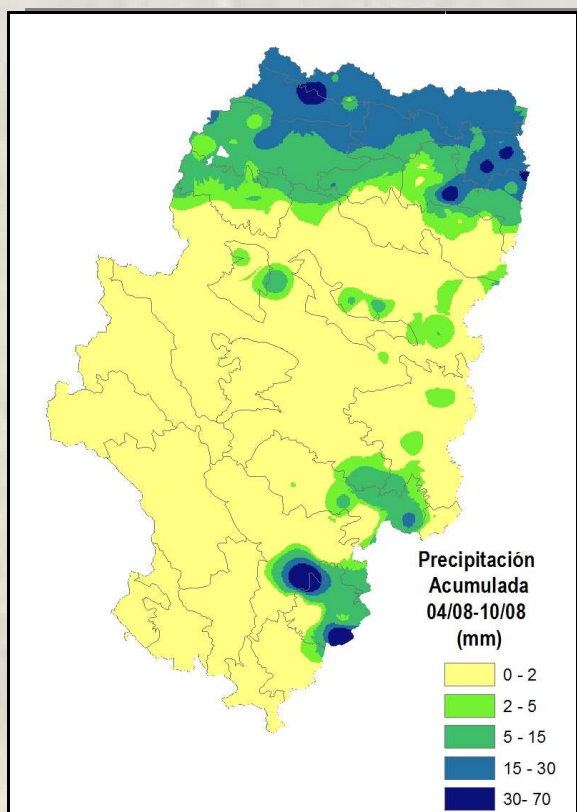 Precipitación
Acumulada
04/08-10/08
(mm)
0 - 2
2 - 5
5 - 15
15 - 30
30- 70